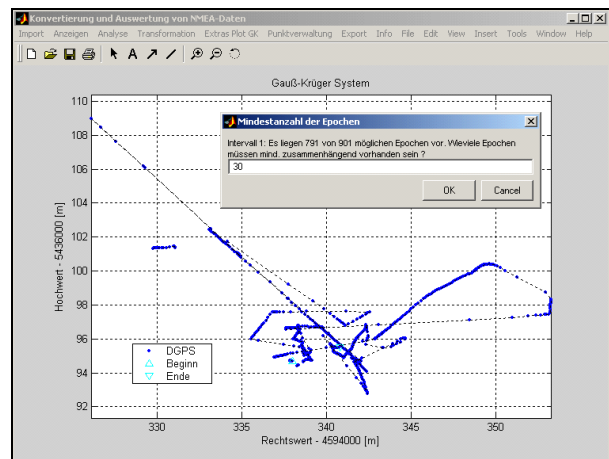 Konvertierung und Auswertung von NMEA-Daten
Import Anzeigen Analyse Transformation Extras Plot GK Punktverwaltung Export Info File Edit View Insert Tools Window Help
A
Gauß-Krüger System
110
108
106
104
102
100
98
96
94
92
Hochwert - 5436000 [m]
Mindestanzahl der Epochen
Intervall 1: Es liegen 791 von 901 möglichen Epochen vor. Wieviele Epochen
müssen mind. zusammenhängend vorhanden sein ?
30
OK Cancel
DGPS
Beginn
Ende
330 335 340 345 350
Rechtswert - 4594000 [m]